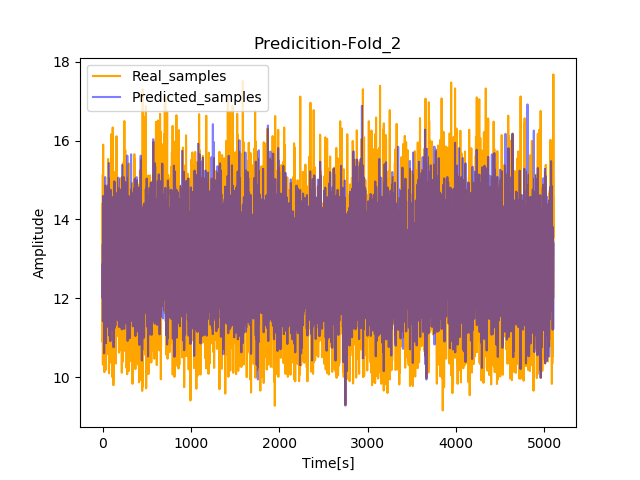 Predicition-Fold_2
Real_samples
Predicted_samples
Amplitude
18
16
14
12
10
0
1000
2000
3000
4000
5000
Time[s]